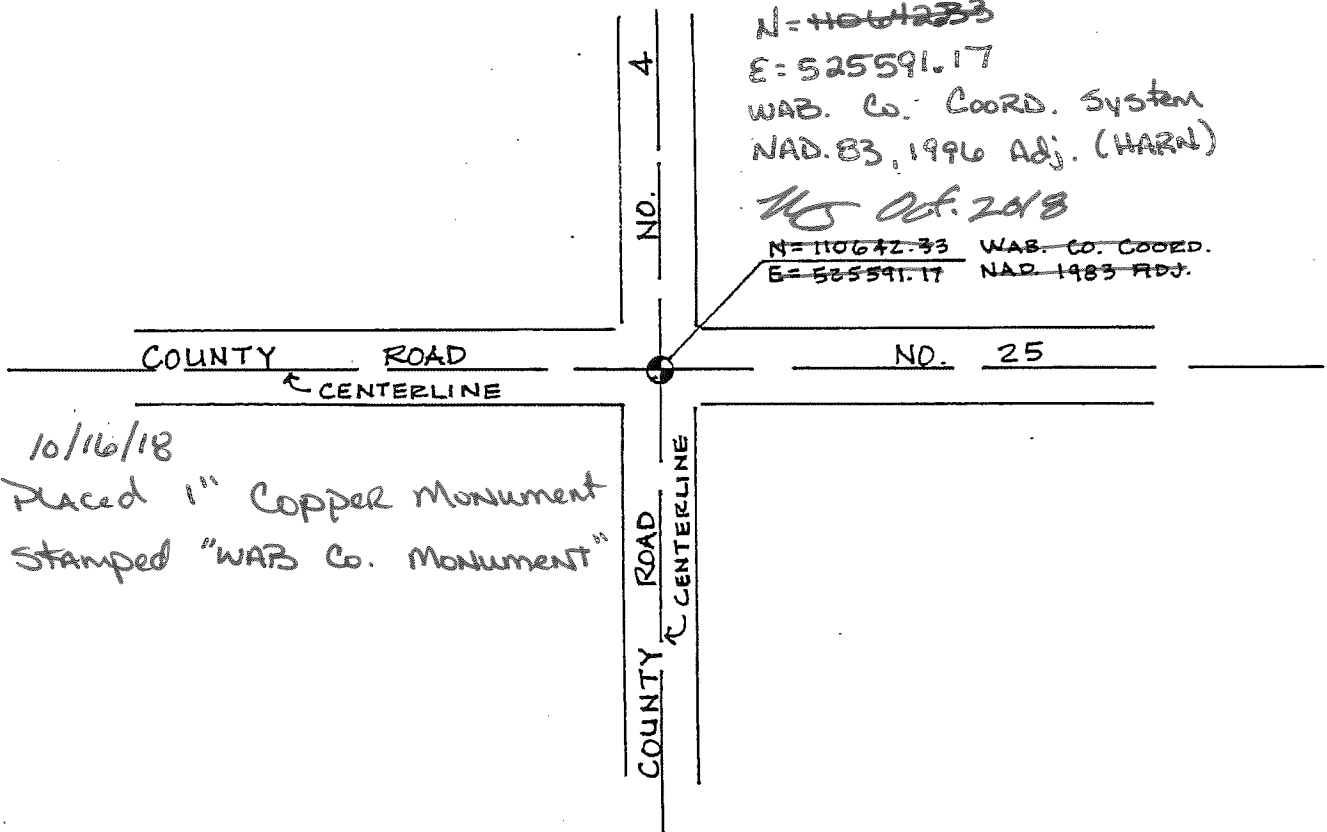 N = 110642.33
E = 525591.17
WAB. Co. COORD. System
NAD.83, 1996 Adj. (HARN)
Oct. 2018
N= 110642.33 WAB. CO. COORD.
E= 525591.17 NAD 1983 ADJ.
COUNTY ROAD NO. 4
COUNTY ROAD NO. 25
CENTERLINE
CENTERLINE
10/16/18
PLACED 1" COPPER MONUMENT
STAMPED "WAB Co. MONUMENT"